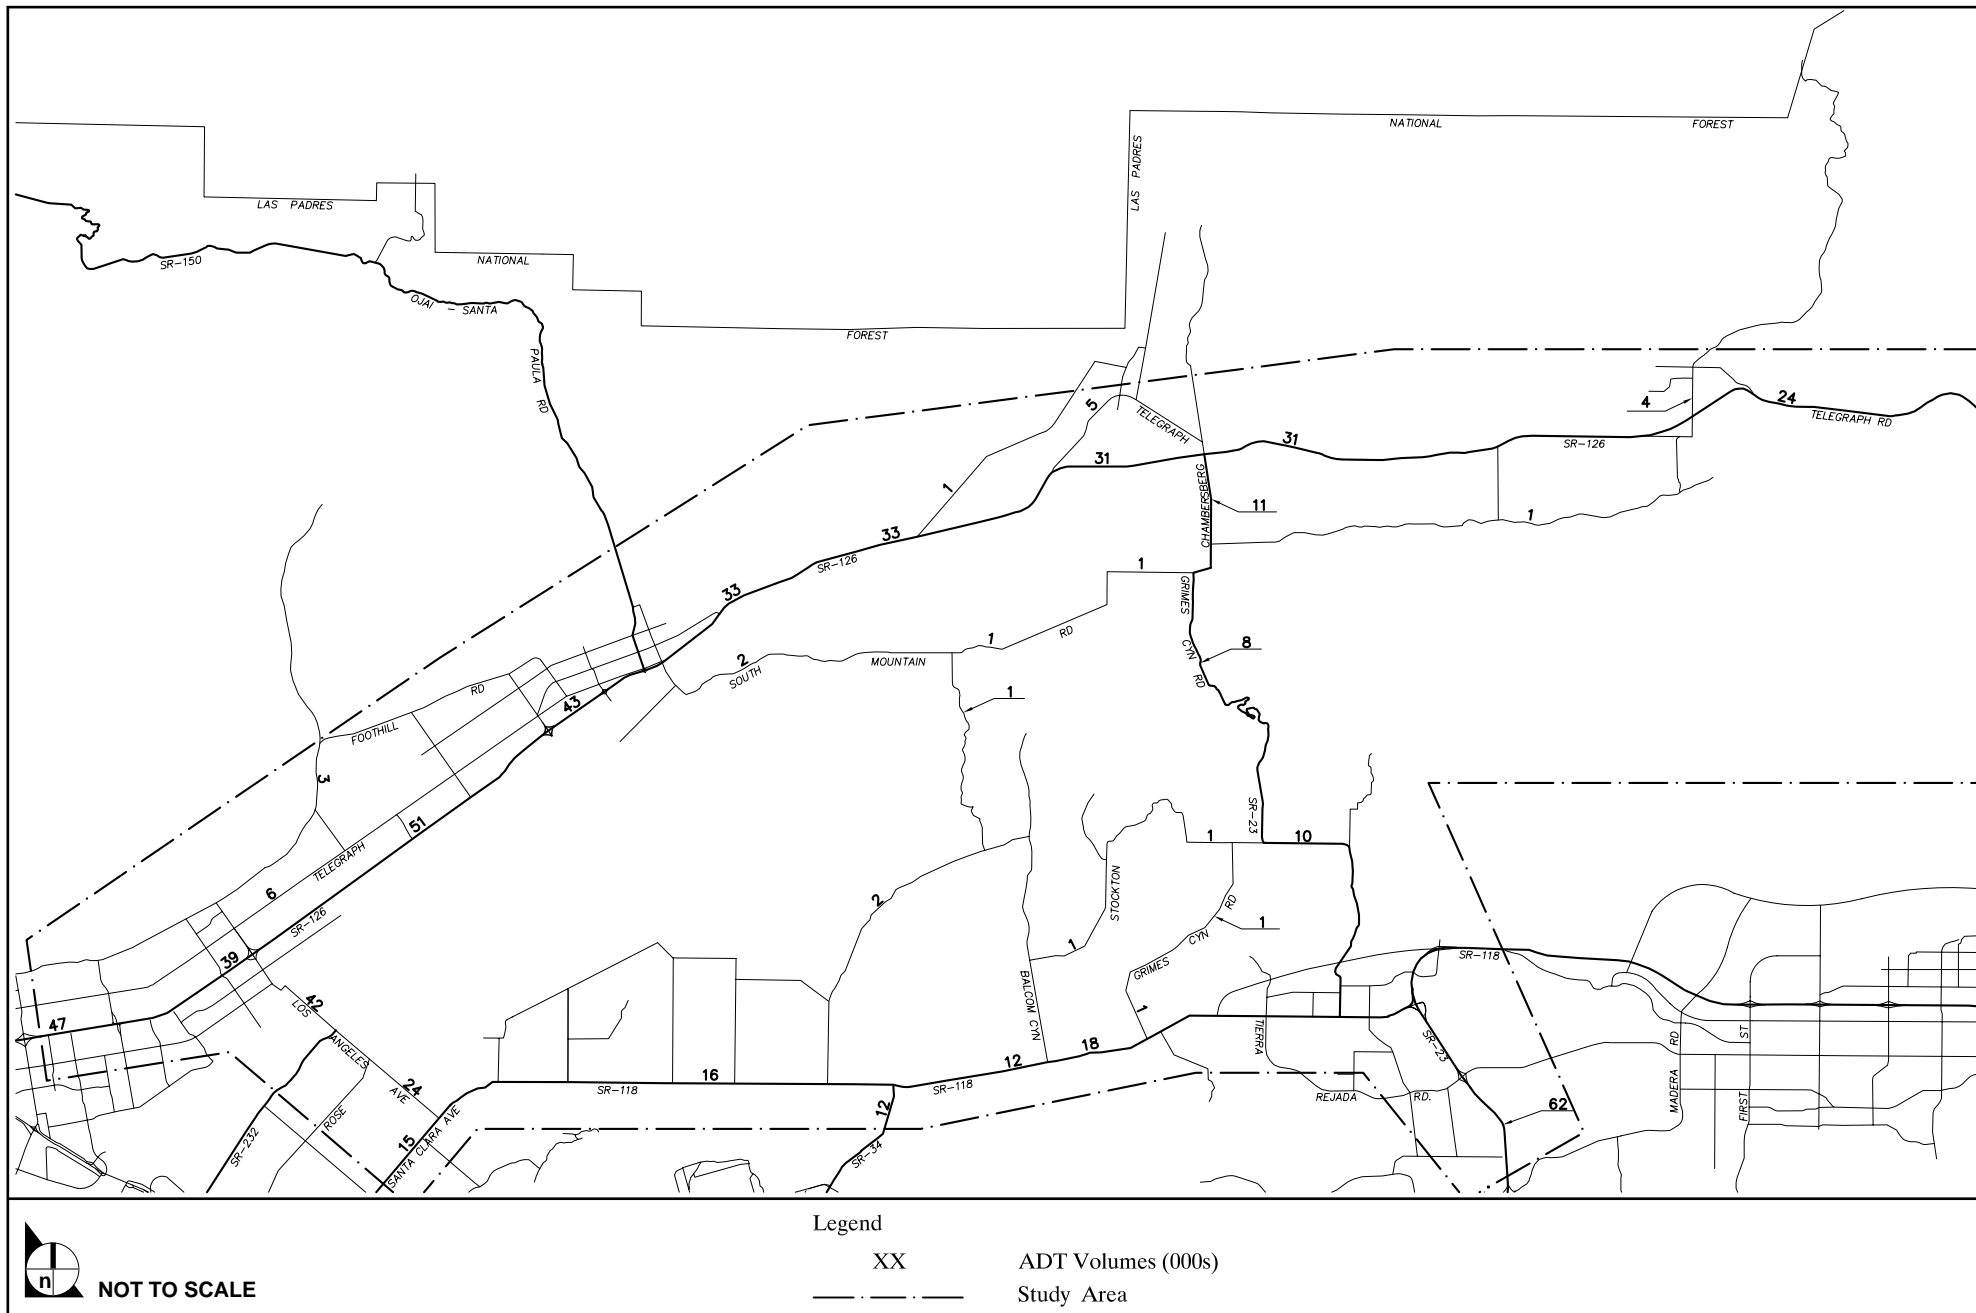 NATIONAL
FOREST
LAS PADRES
LAS PADRES
SR-150
NATIONAL
OJAI - SANTA
FOREST
PAULA RD
5
TELEGRAPH
4
24
TELEGRAPH RD
31
31
SR-126
1
CHAMBERSBERG
11
1
33
SR-126
1
33
GRIMES
CYN
RD
8
1
RD
2
SOUTH
MOUNTAIN
1
RD
FOOTHILL
43
3
SR-23
10
1
51
TELEGRAPH
6
SR-126
STOCKTON
2
RD
1
CYN
1
GRIMES
39
42
LOS
ANGELES
AVE
47
BALCOM CYN
1
SR-118
TIERRA
18
12
SR-118
16
SR-118
24
12
SR-23
MADERA RD
FIRST ST
REJADA RD.
62
ROSE
SR-232
15
SANTA CLARA AVE
SR-34
Legend
XX ADT Volumes (000s)
Study Area
n
NOT TO SCALE